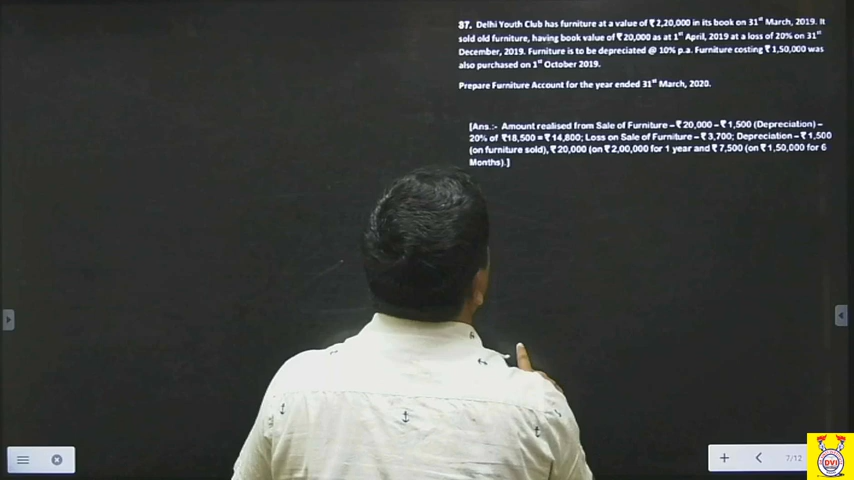 37. Delhi Youth Club has furniture at a value of ₹ 2,20,000 in its book on 31st March, 2019. It
sold old furniture, having book value of ₹ 20,000 as at 1st April, 2019 at a loss of 20% on 31st
December, 2019. Furniture is to be depreciated @ 10% p.a. Furniture costing ₹ 1,50,000 was
also purchased on 1st October 2019.
Prepare Furniture Account for the year ended 31st March, 2020.
[Ans.:- Amount realised from Sale of Furniture – ₹ 20,000 – ₹ 1,500 (Depreciation) –
20% of ₹18,500 = ₹ 14,800; Loss on Sale of Furniture – ₹ 3,700; Depreciation – ₹ 1,500
(on furniture sold), ₹ 20,000 (on ₹ 2,00,000 for 1 year and ₹ 7,500 (on ₹ 1,50,000 for 6
Months).]
7/12
DVI